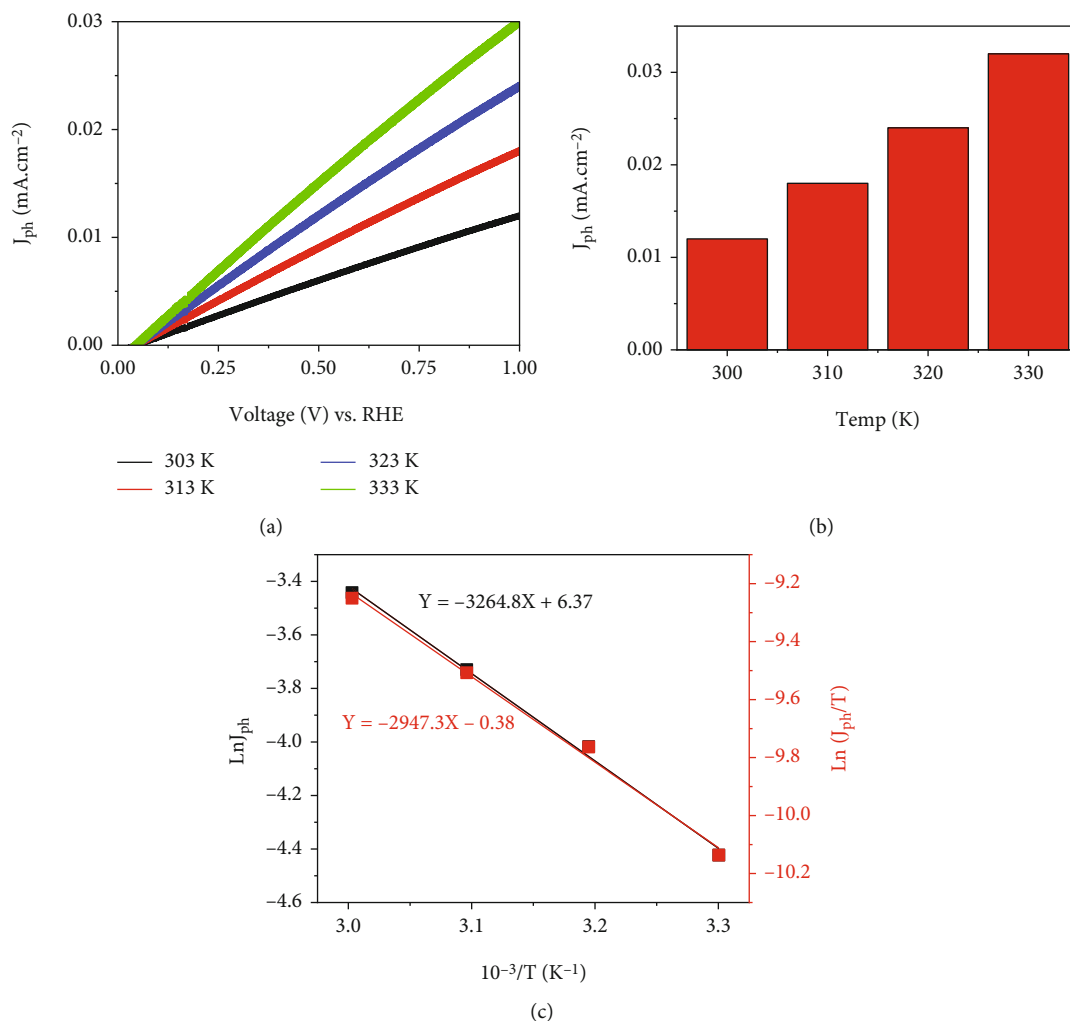 0.03
0.02
0.01
0.00
J_ph (mA.cm⁻²)
0.00 0.25 0.50 0.75 1.00
Voltage (V) vs. RHE
303 K 323 K
313 K 333 K
(a)
0.03
0.02
0.01
0.00
J_ph (mA.cm⁻²)
300 310 320 330
Temp (K)
(b)
−3.4
−3.6
−3.8
−4.0
−4.2
−4.4
−4.6
LnJ_ph
Y = −3264.8X + 6.37
Y = −2947.3X − 0.38
−9.2
−9.4
−9.6
−9.8
−10.0
−10.2
Ln (J_ph/T)
3.0 3.1 3.2 3.3
10⁻³/T (K⁻¹)
(c)